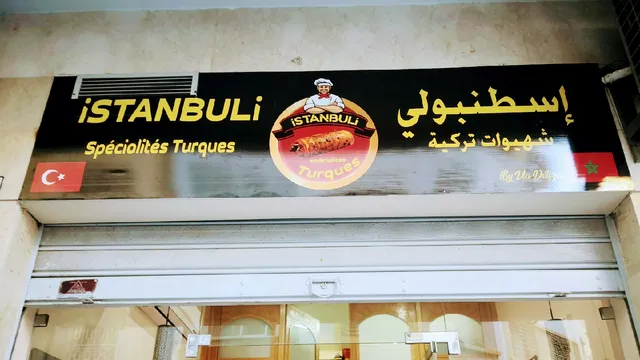 iSTANBULi
Spéciolités Turques
iSTANBULi
Turques
إسطنبولي
شهيوات تركية